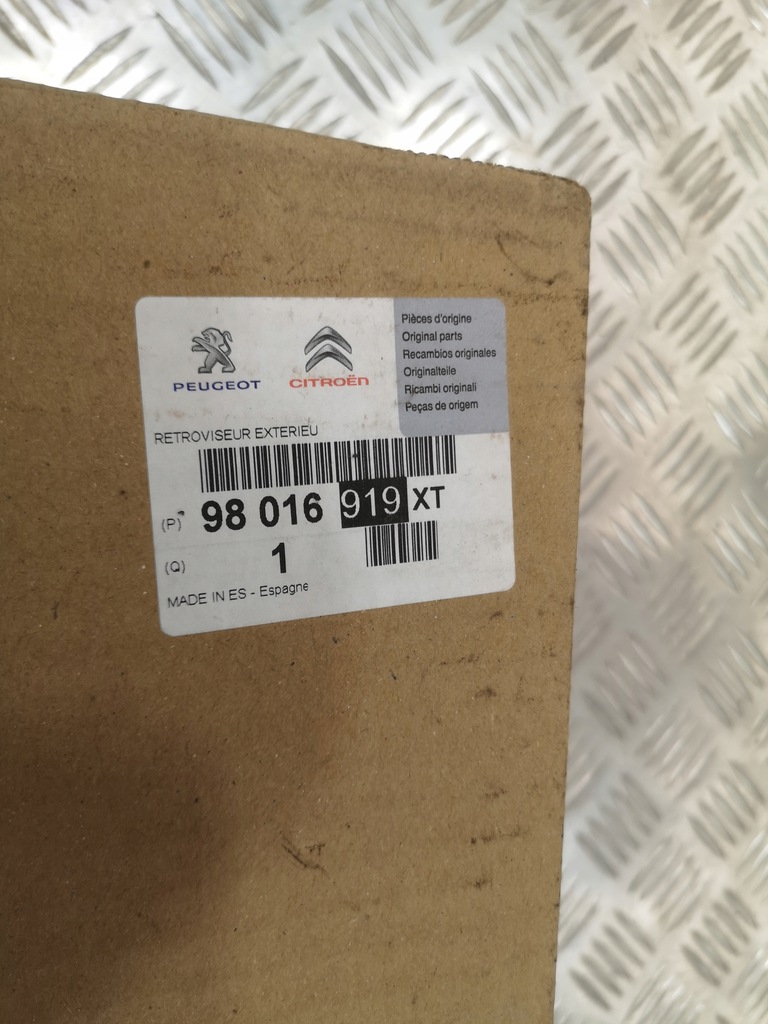 PEUGEOT
CITROËN
Pièces d'origine
Original parts
Recambios originales
Originalteile
Ricambi originali
Peças de origem
RETROVISEUR EXTERIEU
(P) 98 016 919 XT
(Q) 1
MADE IN ES - Espagne